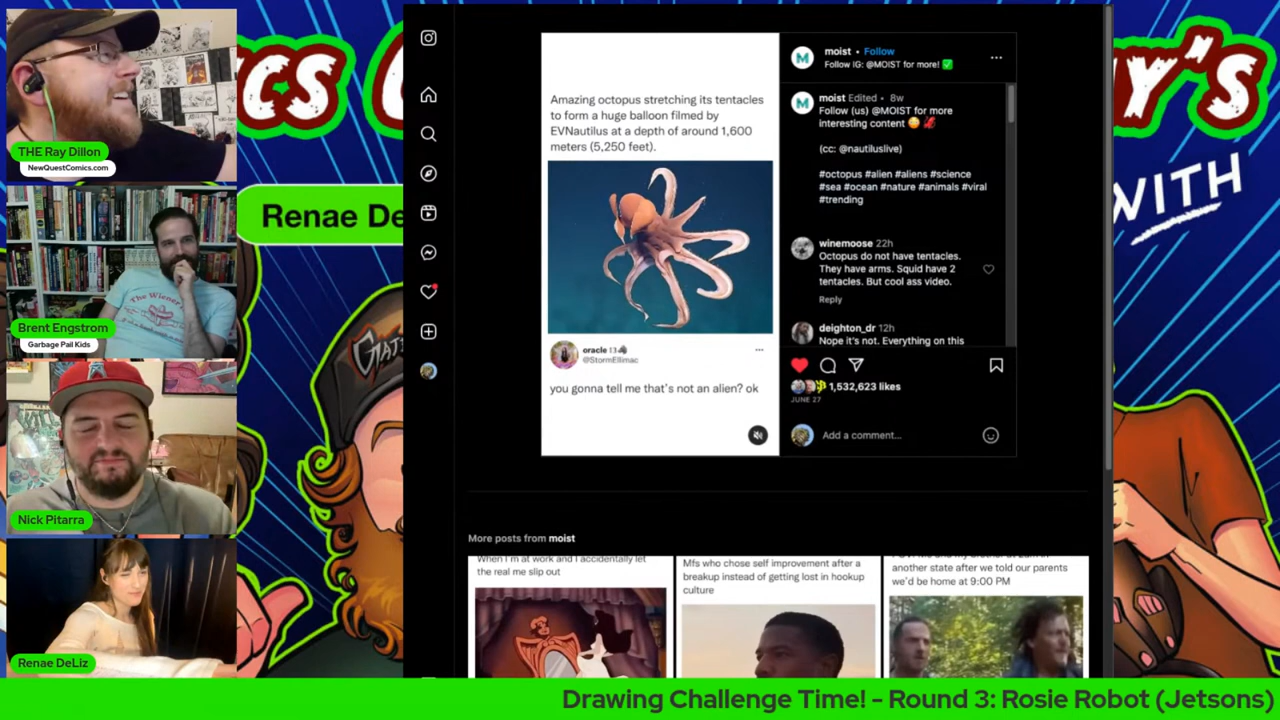 THE Ray Dillon
NewQuestComics.com
Brent Engstrom
Garbage Pail Kids
Nick Pitarra
Renae DeLiz
CS
Renae De
Y'S
WITH
Amazing octopus stretching its tentacles
to form a huge balloon filmed by
EVNautilus at a depth of around 1,600
meters (5,250 feet).
oracle 13
@StormEllimac
you gonna tell me that's not an alien? ok
moist • Follow
Follow IG: @MOIST for more! ✅
moist Edited • 8w
Follow (us) @MOIST for more
interesting content
(cc: @nautiluslive)
#octopus #alien #aliens #science
#sea #ocean #nature #animals #viral
#trending
winemoose 22h
Octopus do not have tentacles.
They have arms. Squid have 2
tentacles. But cool ass video.
Reply
deighton_dr 12h
Nope it's not. Everything on this
1,532,623 likes
JUNE 27
Add a comment...
More posts from moist
When I'm at work and I accidentally let
the real me slip out
Mfs who chose self improvement after a
breakup instead of getting lost in hookup
culture
another state after we told our parents
we'd be home at 9:00 PM
Drawing Challenge Time! - Round 3: Rosie Robot (Jetsons)